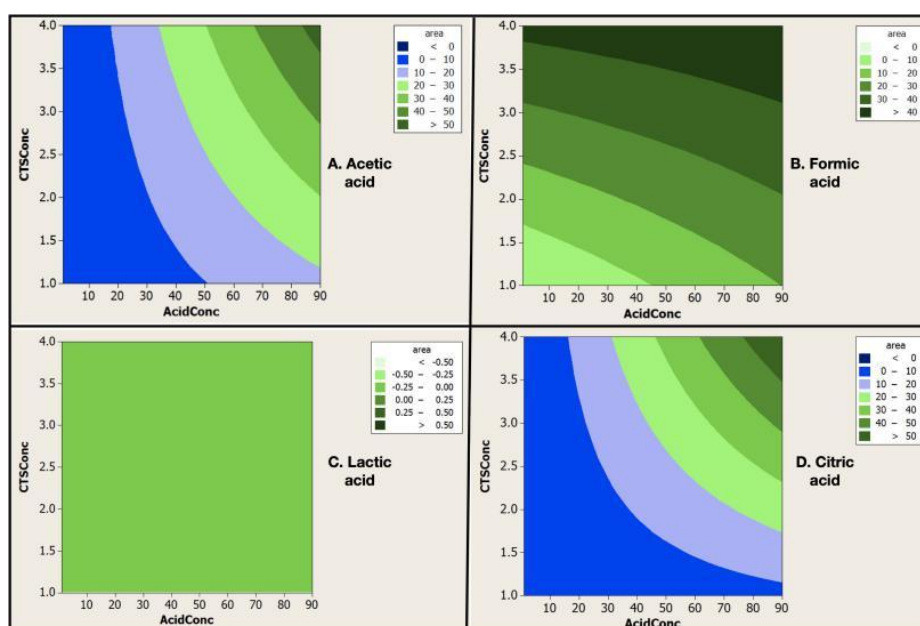 4.0
3.5
3.0
2.5
2.0
1.5
1.0
CTSConc
10 20 30 40 50 60 70 80 90
AcidConc
area
< 0
0 – 10
10 – 20
20 – 30
30 – 40
40 – 50
> 50
A. Acetic
acid
4.0
3.5
3.0
2.5
2.0
1.5
1.0
CTSConc
10 20 30 40 50 60 70 80 90
AcidConc
area
< 0
0 – 10
10 – 20
20 – 30
30 – 40
> 40
B. Formic
acid
4.0
3.5
3.0
2.5
2.0
1.5
1.0
CTSConc
10 20 30 40 50 60 70 80 90
AcidConc
area
< -0.50
-0.50 – -0.25
-0.25 – 0.00
0.00 – 0.25
0.25 – 0.50
> 0.50
C. Lactic
acid
4.0
3.5
3.0
2.5
2.0
1.5
1.0
CTSConc
10 20 30 40 50 60 70 80 90
AcidConc
area
< 0
0 – 10
10 – 20
20 – 30
30 – 40
40 – 50
> 50
D. Citric
acid